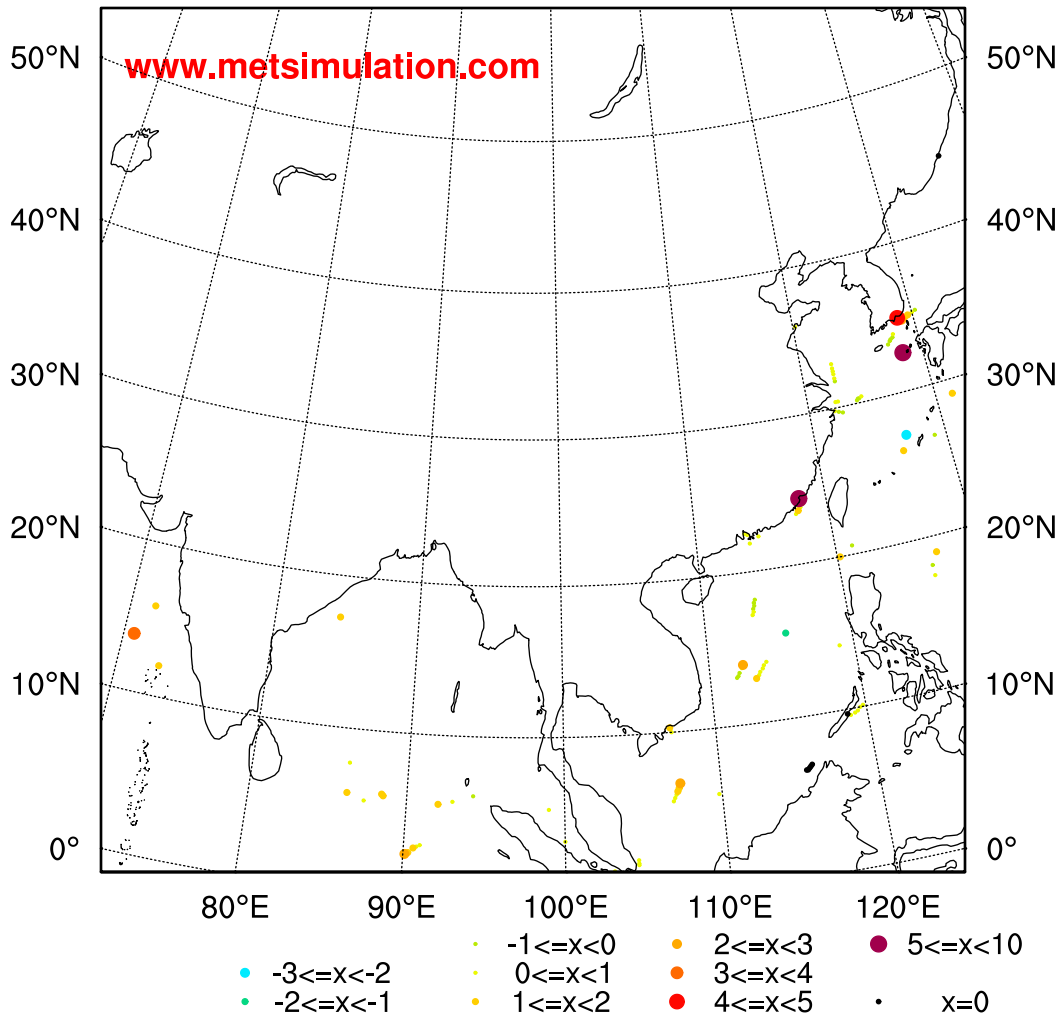 50°N 50°N
www.metsimulation.com
40°N 40°N
30°N 30°N
20°N 20°N
10°N 10°N
0° 0°
80°E 90°E 100°E 110°E 120°E
-1<=x<0 2<=x<3 5<=x<10
-3<=x<-2 0<=x<1 3<=x<4
-2<=x<-1 1<=x<2 4<=x<5 x=0